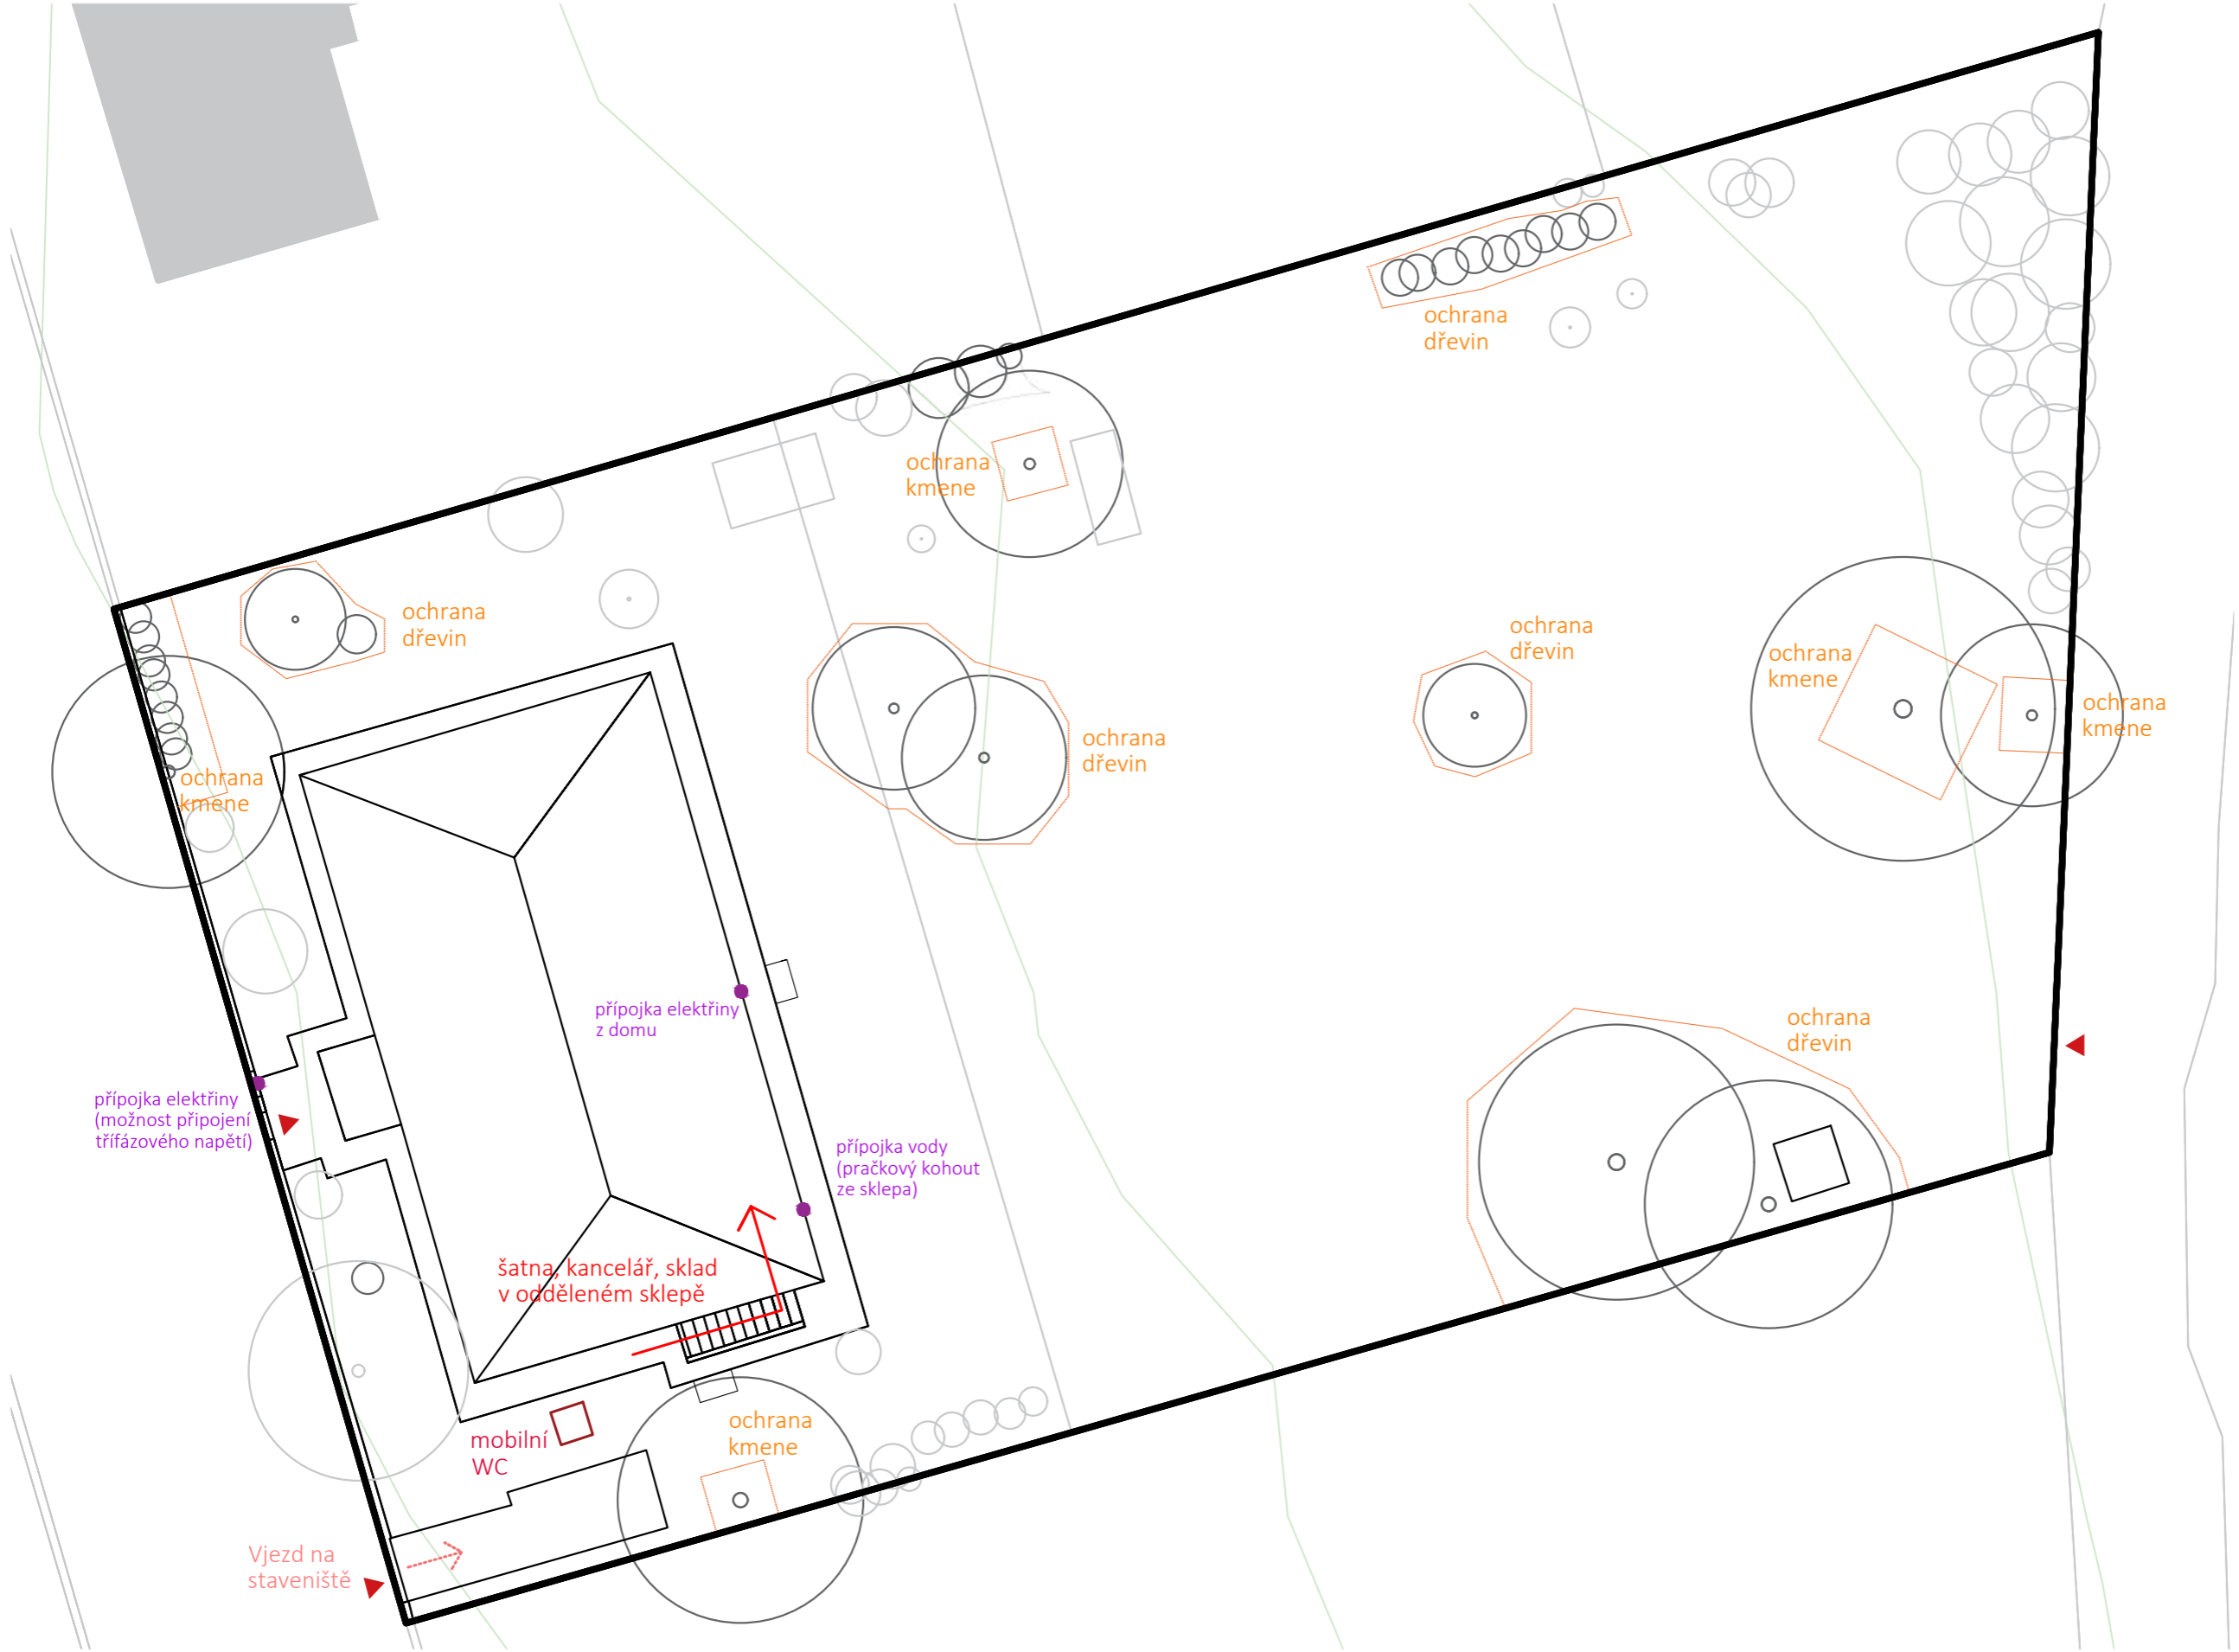 ochrana
dřevin
ochrana
kmene
ochrana
dřevin
ochrana
dřevin
ochrana
kmene
ochrana
kmene
ochrana
dřevin
ochrana
kmene
přípojka elektřiny
z domu
ochrana
dřevin
přípojka elektřiny
(možnost připojení
třífázového napětí)
přípojka vody
(pračkový kohout
ze sklepa)
šatna, kancelář, sklad
v odděleném sklepě
ochrana
kmene
mobilní
WC
Vjezd na
staveniště